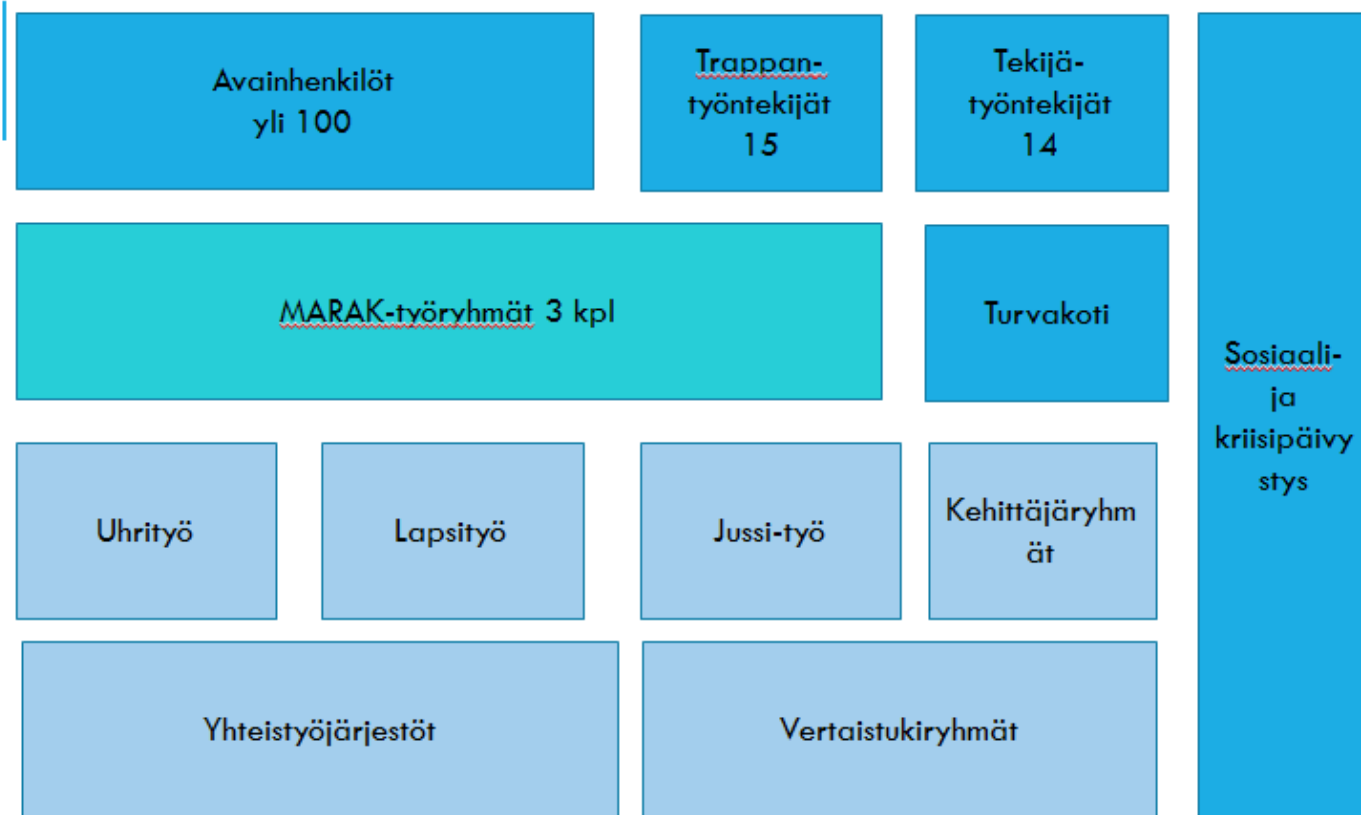 Avainhenkilöt
yli 100
Trappan-
työntekijät
15
Tekijä-
työntekijät
14
MARAK-työryhmät 3 kpl
Turvakoti
Sosiaali-
ja
kriisipäivy
stys
Uhrityö
Lapsityö
Jussi-työ
Kehittäjäryhm
ät
Yhteistyöjärjestöt
Vertaistukiryhmät